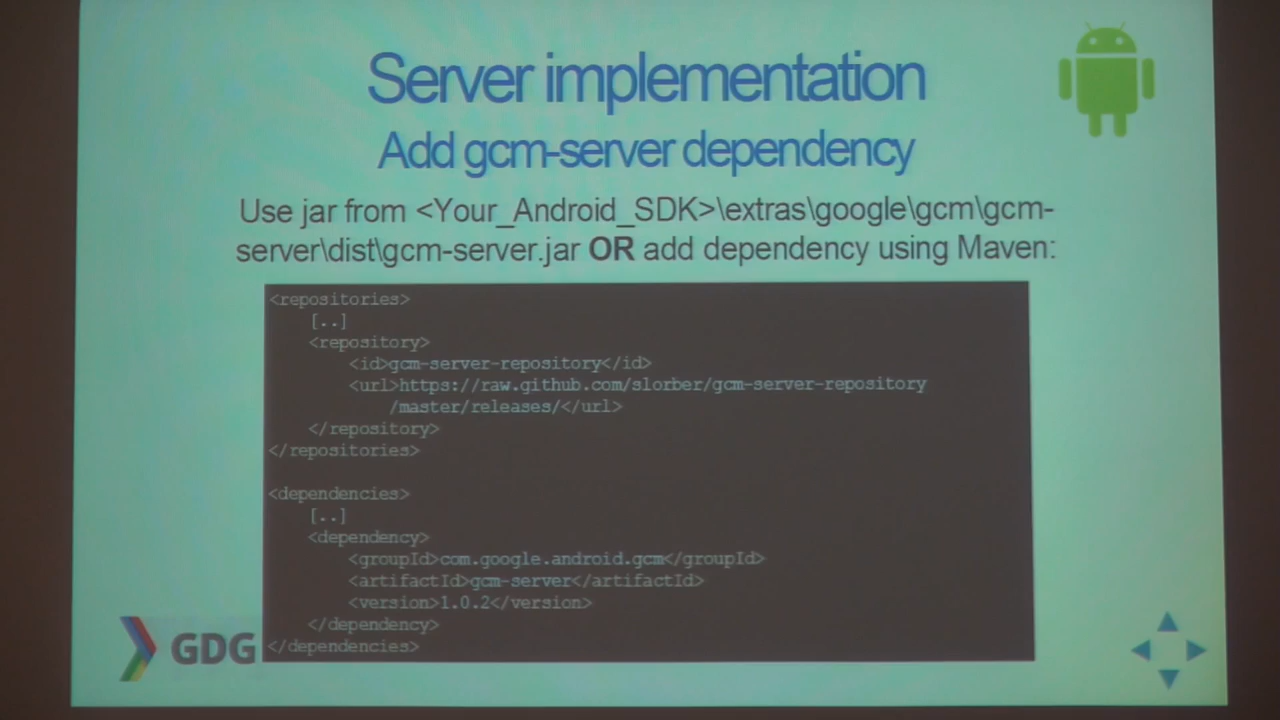 Server implementation
Add gcm-server dependency
Use jar from <Your_Android_SDK>\extras\google\gcm\gcm-
server\dist\gcm-server.jar OR add dependency using Maven:
<repositories>
[..]
<repository>
<id>gcm-server-repository</id>
<url>https://raw.github.com/slorber/gcm-server-repository
/master/releases/</url>
</repository>
</repositories>
<dependencies>
[..]
<dependency>
<groupId>com.google.android.gcm</groupId>
<artifactId>gcm-server</artifactId>
<version>1.0.2</version>
</dependency>
</dependencies>
GDG